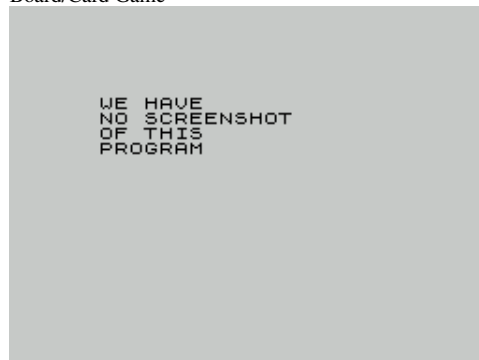 Board/Card Game
WE HAVE
NO SCREENSHOT
OF THIS
PROGRAM